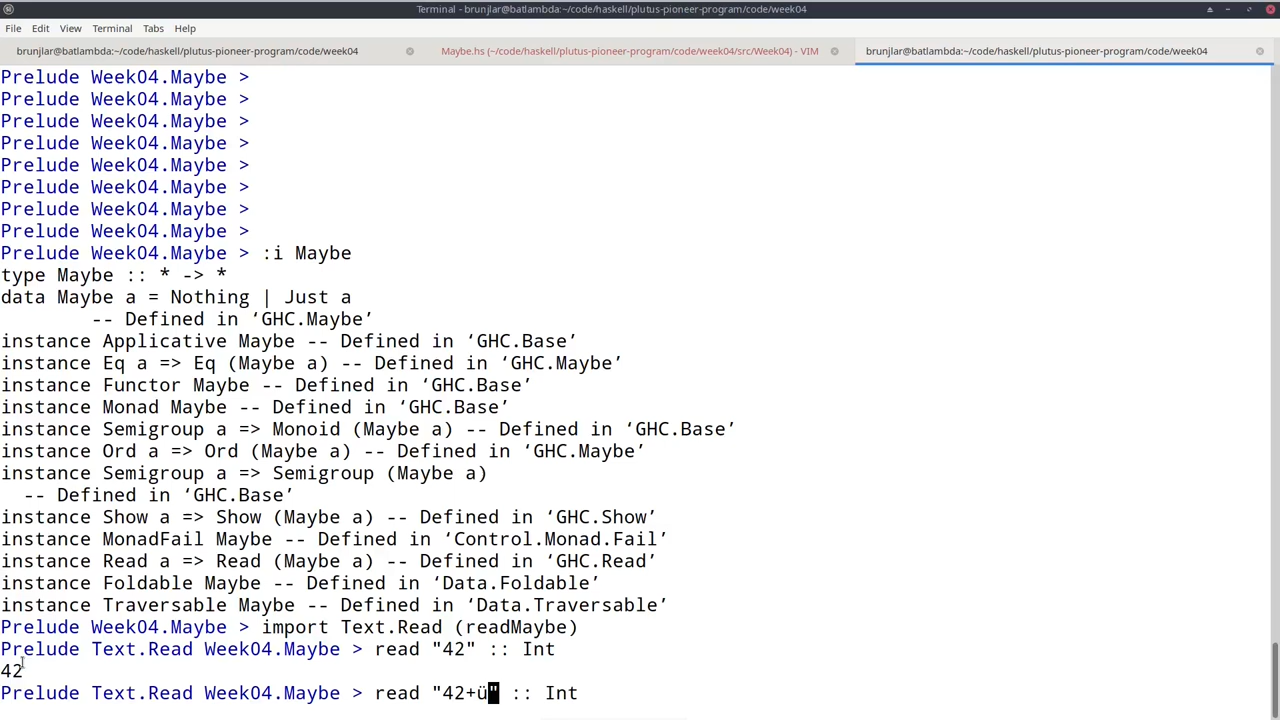 Terminal - brunjlar@batlambda:~/code/haskell/plutus-pioneer-program/code/week04
File Edit View Terminal Tabs Help
brunjlar@batlambda:~/code/haskell/plutus-pioneer-program/code/week04 Maybe.hs (~/code/haskell/plutus-pioneer-program/code/week04/src/Week04) - VIM brunjlar@batlambda:~/code/haskell/plutus-pioneer-program/code/week04
Prelude Week04.Maybe >
Prelude Week04.Maybe >
Prelude Week04.Maybe >
Prelude Week04.Maybe >
Prelude Week04.Maybe >
Prelude Week04.Maybe >
Prelude Week04.Maybe >
Prelude Week04.Maybe >
Prelude Week04.Maybe > :i Maybe
type Maybe :: * -> *
data Maybe a = Nothing | Just a
        -- Defined in ‘GHC.Maybe’
instance Applicative Maybe -- Defined in ‘GHC.Base’
instance Eq a => Eq (Maybe a) -- Defined in ‘GHC.Maybe’
instance Functor Maybe -- Defined in ‘GHC.Base’
instance Monad Maybe -- Defined in ‘GHC.Base’
instance Semigroup a => Monoid (Maybe a) -- Defined in ‘GHC.Base’
instance Ord a => Ord (Maybe a) -- Defined in ‘GHC.Maybe’
instance Semigroup a => Semigroup (Maybe a)
  -- Defined in ‘GHC.Base’
instance Show a => Show (Maybe a) -- Defined in ‘GHC.Show’
instance MonadFail Maybe -- Defined in ‘Control.Monad.Fail’
instance Read a => Read (Maybe a) -- Defined in ‘GHC.Read’
instance Foldable Maybe -- Defined in ‘Data.Foldable’
instance Traversable Maybe -- Defined in ‘Data.Traversable’
Prelude Week04.Maybe > import Text.Read (readMaybe)
Prelude Text.Read Week04.Maybe > read "42" :: Int
42
Prelude Text.Read Week04.Maybe > read "42+ü" :: Int